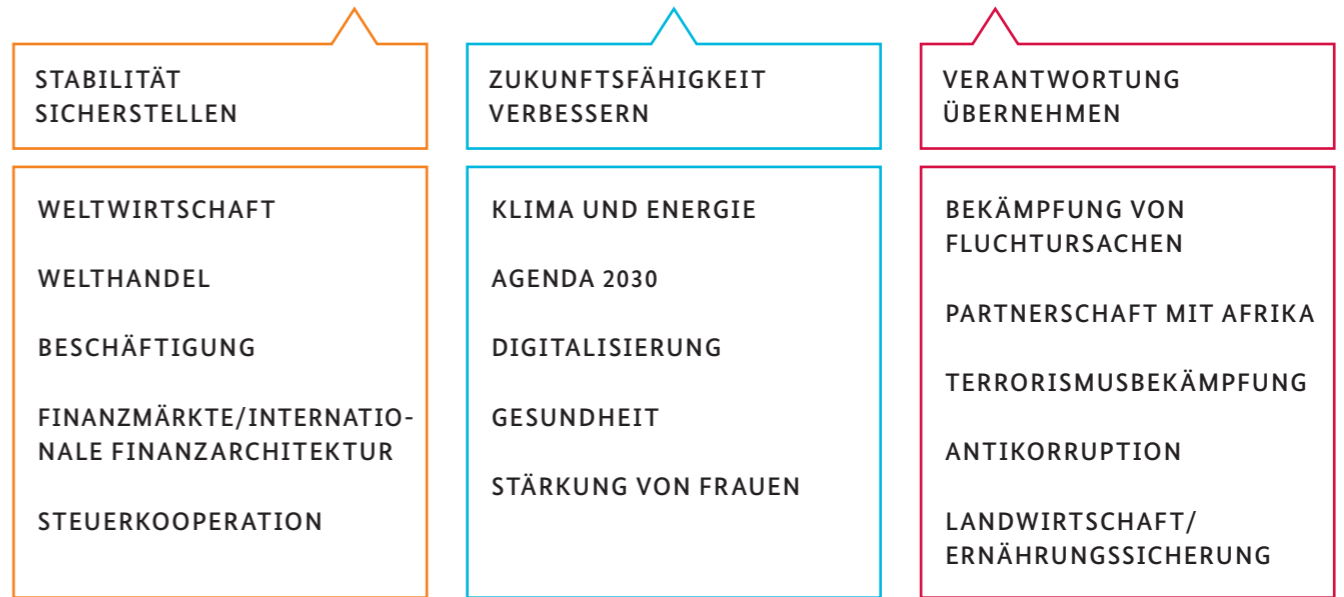 STABILITÄT
SICHERSTELLEN
WELTWIRTSCHAFT
WELTHANDEL
BESCHÄFTIGUNG
FINANZMÄRKTE/INTERNATIO-
NALE FINANZARCHITEKTUR
STEUERKOOPERATION
ZUKUNFTSFÄHIGKEIT
VERBESSERN
KLIMA UND ENERGIE
AGENDA 2030
DIGITALISIERUNG
GESUNDHEIT
STÄRKUNG VON FRAUEN
VERANTWORTUNG
ÜBERNEHMEN
BEKÄMPFUNG VON
FLUCHTURSACHEN
PARTNERSCHAFT MIT AFRIKA
TERRORISMUSBEKÄMPFUNG
ANTIKORRUPTION
LANDWIRTSCHAFT/
ERNÄHRUNGSSICHERUNG